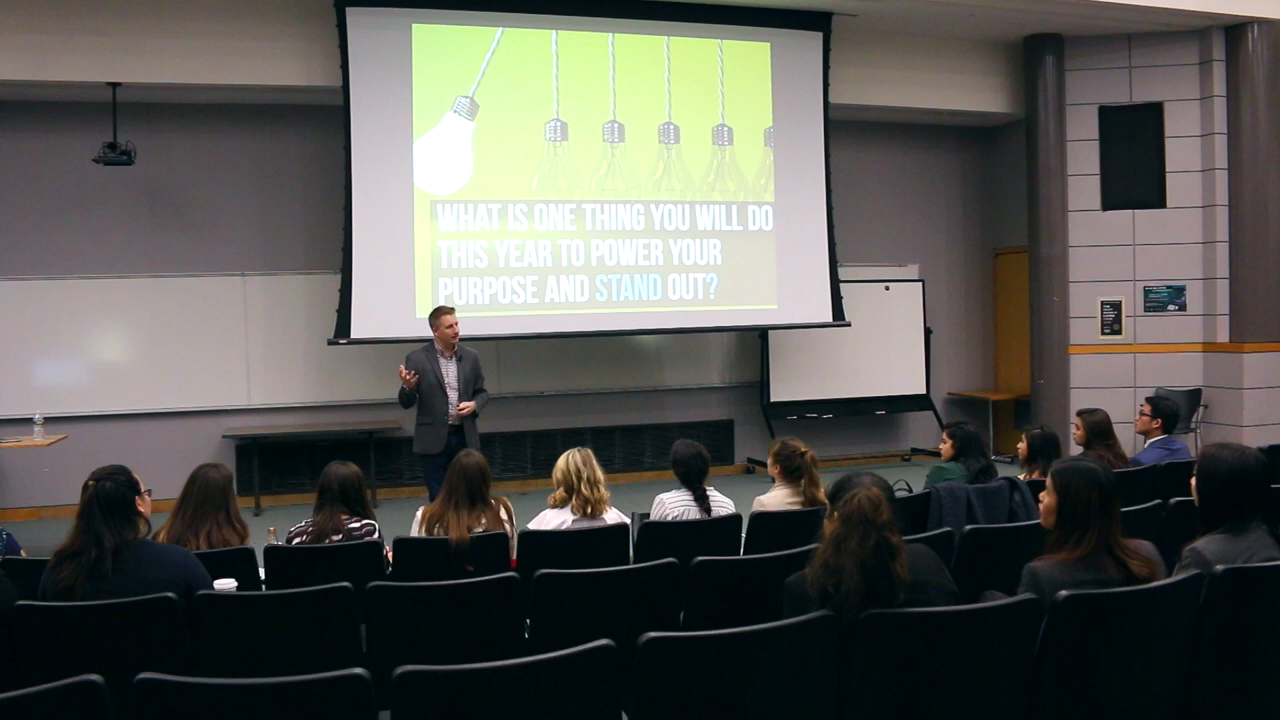 WHAT IS ONE THING YOU WILL DO
THIS YEAR TO POWER YOUR
PURPOSE AND STAND OUT?